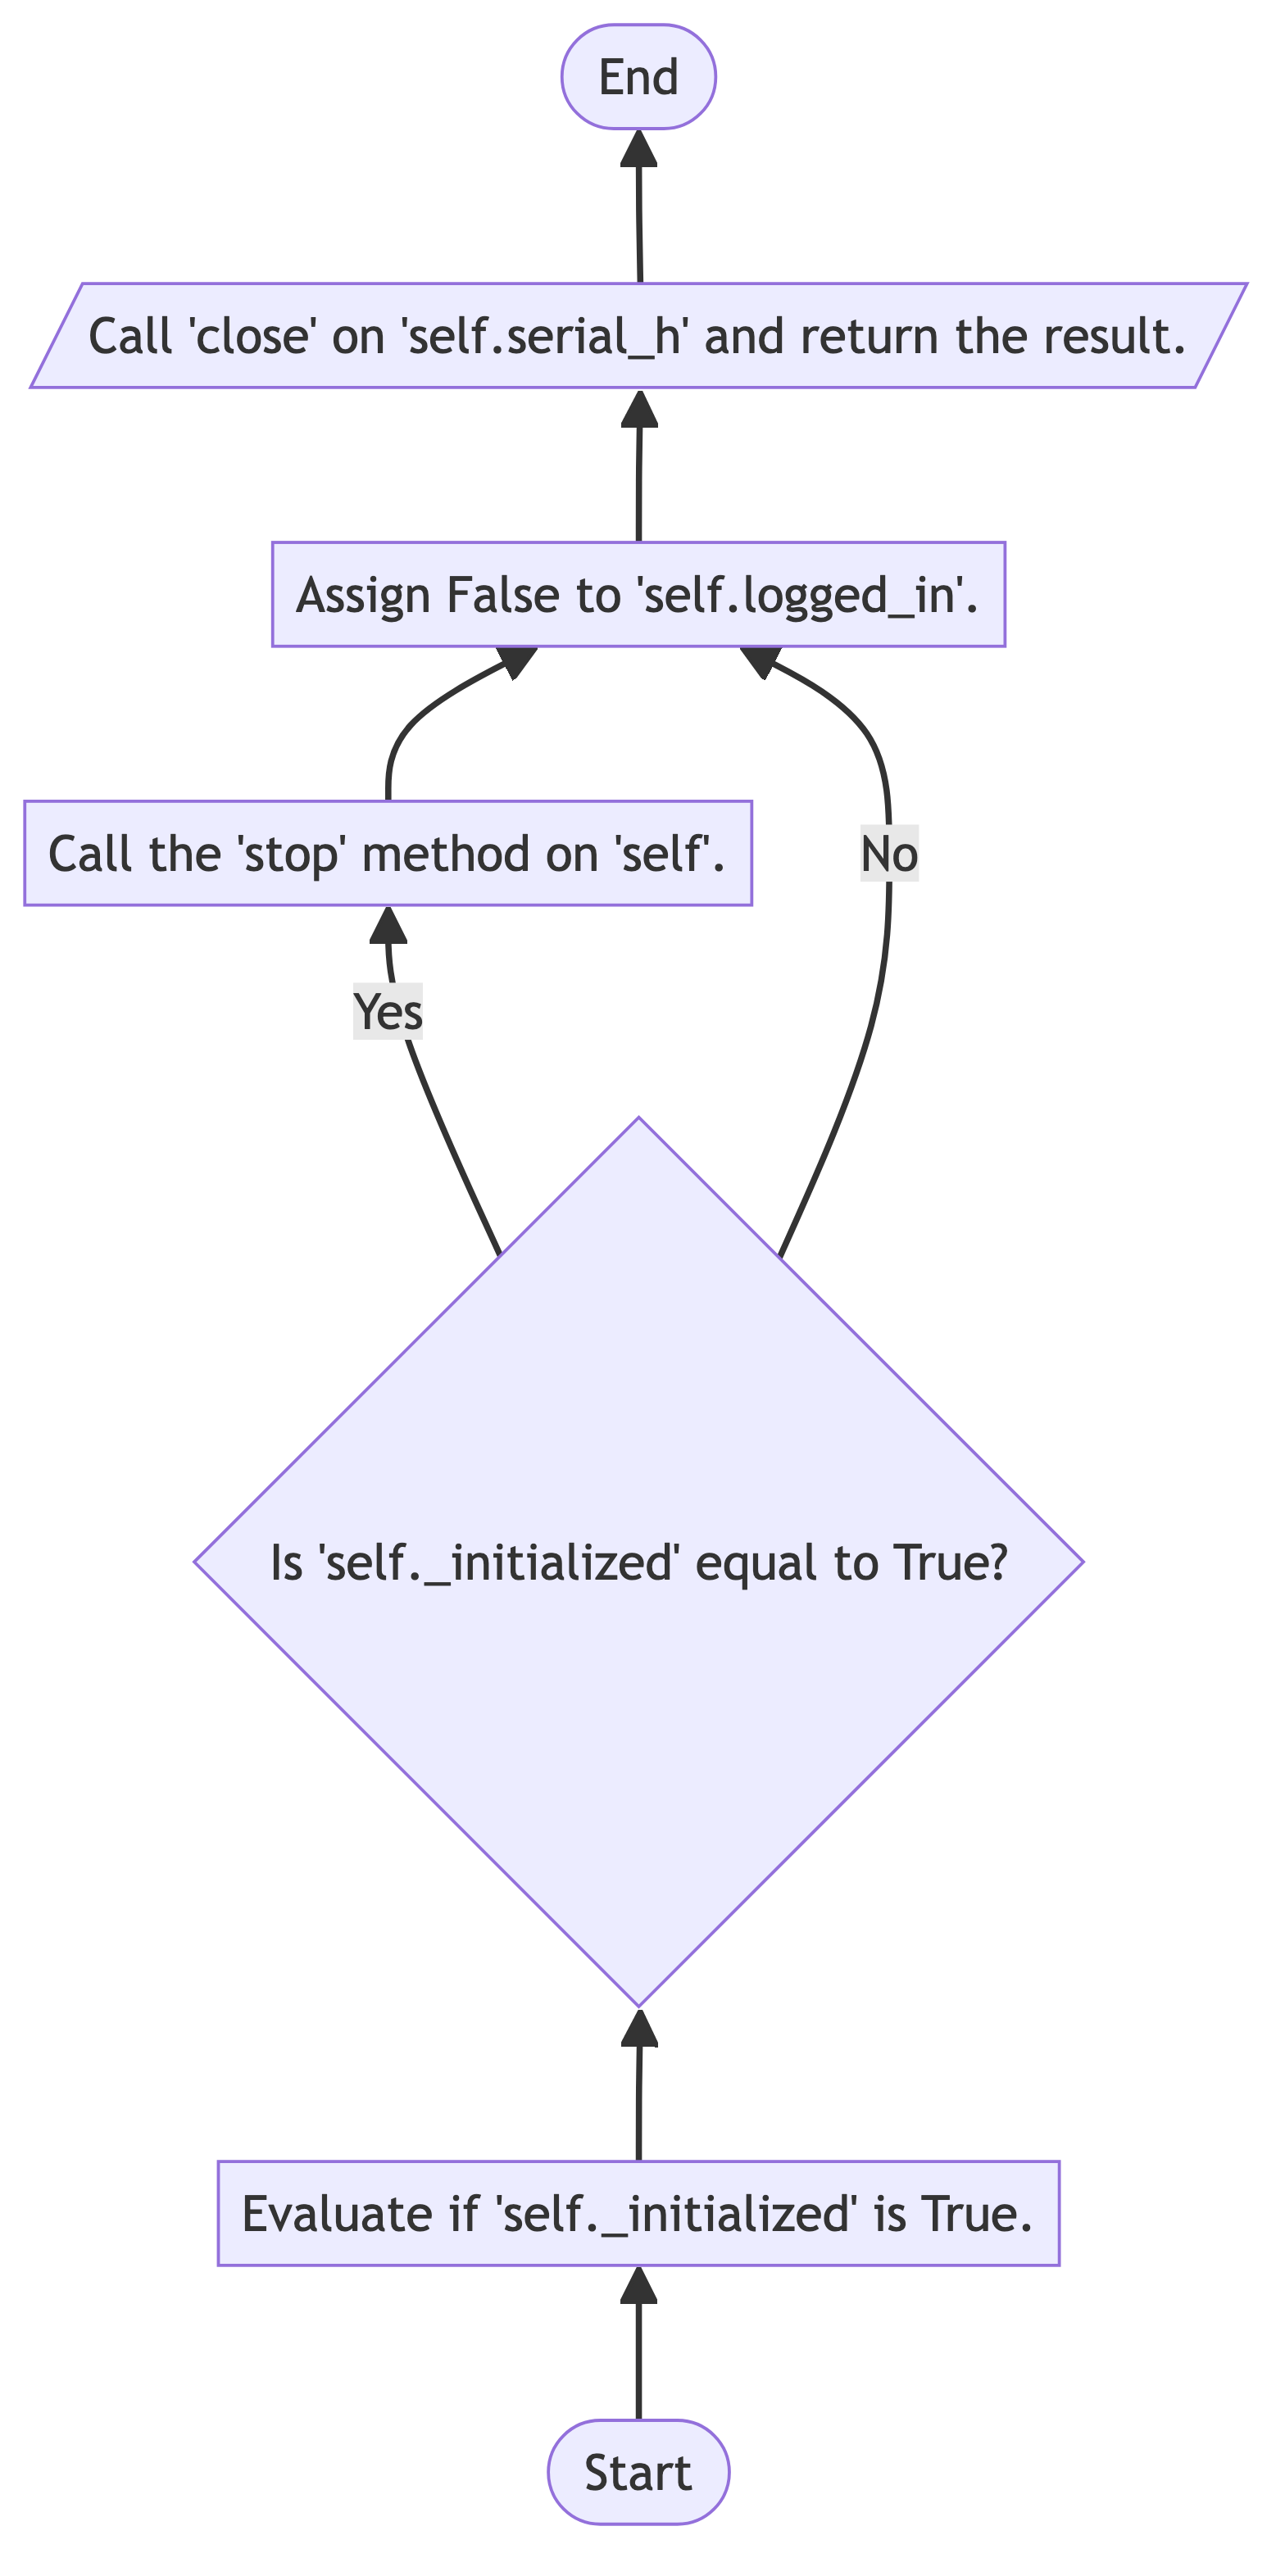 End
Call 'close' on 'self.serial_h' and return the result.
Assign False to 'self.logged_in'.
Call the 'stop' method on 'self'.
No
Yes
Is 'self._initialized' equal to True?
Evaluate if 'self._initialized' is True.
Start